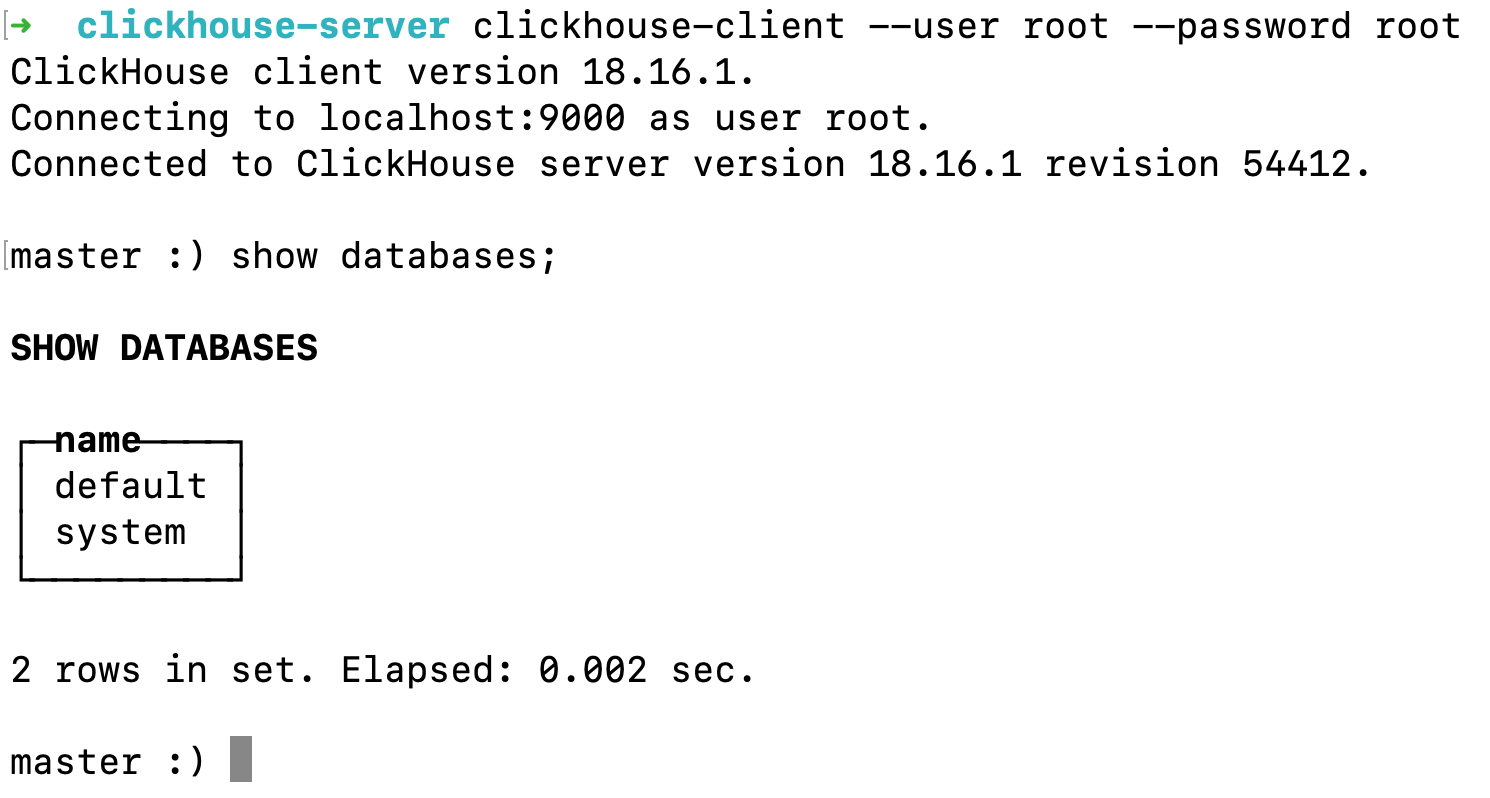 ➜  clickhouse-server clickhouse-client --user root --password root
ClickHouse client version 18.16.1.
Connecting to localhost:9000 as user root.
Connected to ClickHouse server version 18.16.1 revision 54412.
master :) show databases;
SHOW DATABASES
name
default
system
2 rows in set. Elapsed: 0.002 sec.
master :)